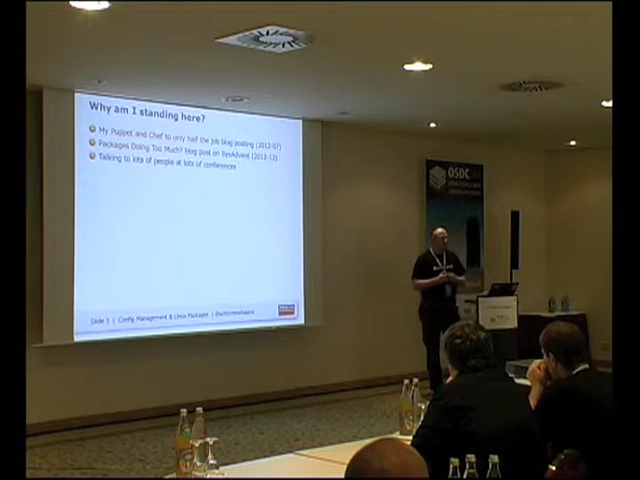 Why am I standing here?
My Puppet and Chef to only half the job blog posting (2012-07)
Packages Doing Too Much? blog post on SysAdvent (2012-12)
Talking to lots of people at lots of conferences
Slide 3 | Config Management & Linux Packages |
OSDC